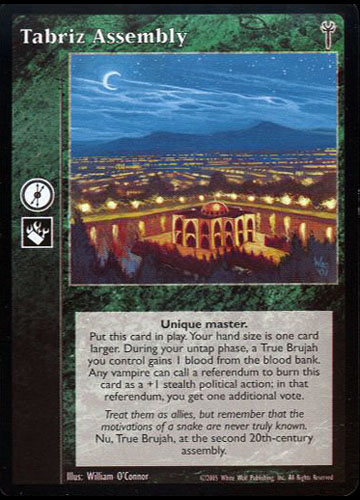 Tabriz Assembly
Unique master.
Put this card in play. Your hand size is one card
larger. During your untap phase, a True Brujah
you control gains 1 blood from the blood bank.
Any vampire can call a referendum to burn this
card as a +1 stealth political action; in that
referendum, you get one additional vote.
Treat them as allies, but remember that the
motivations of a snake are never truly known.
Nu, True Brujah, at the second 20th-century
assembly.
Illus: William O'Connor
©2005 White Wolf Publishing, Inc. All Rights Reserved.